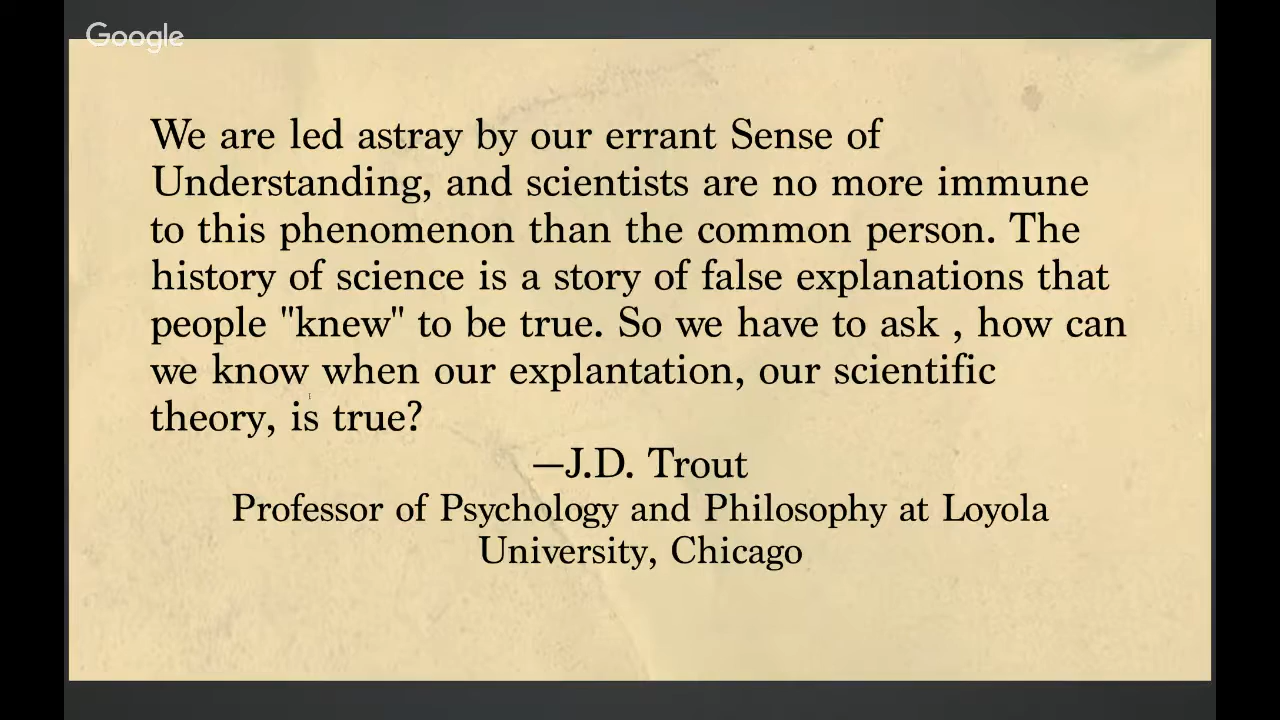 Google
We are led astray by our errant Sense of
Understanding, and scientists are no more immune
to this phenomenon than the common person. The
history of science is a story of false explanations that
people "knew" to be true. So we have to ask , how can
we know when our explantation, our scientific
theory, is true?
—J.D. Trout
Professor of Psychology and Philosophy at Loyola
University, Chicago